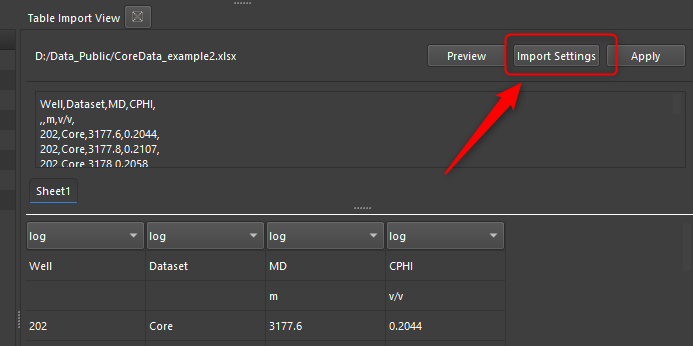 Table Import View
D:/Data_Public/CoreData_example2.xlsx
Preview
Import Settings
Apply
Well,Dataset,MD,CPHI,
,,m,v/v,
202,Core,3177.6,0.2044,
202,Core,3177.8,0.2107,
202,Core,3178,0.2058
Sheet1
log log log log
Well Dataset MD CPHI
m v/v
202 Core 3177.6 0.2044